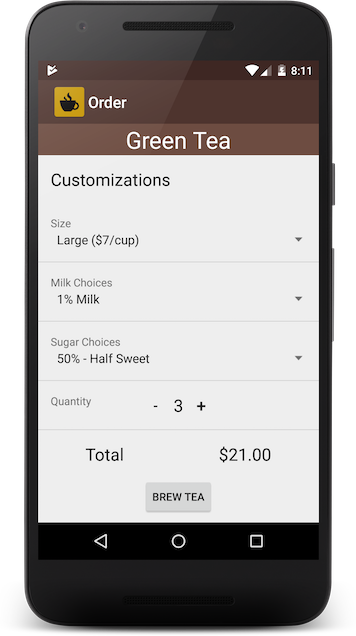 8:11
Order
Green Tea
Customizations
Size
Large ($7/cup)
Milk Choices
1% Milk
Sugar Choices
50% - Half Sweet
Quantity
- 3 +
Total $21.00
BREW TEA